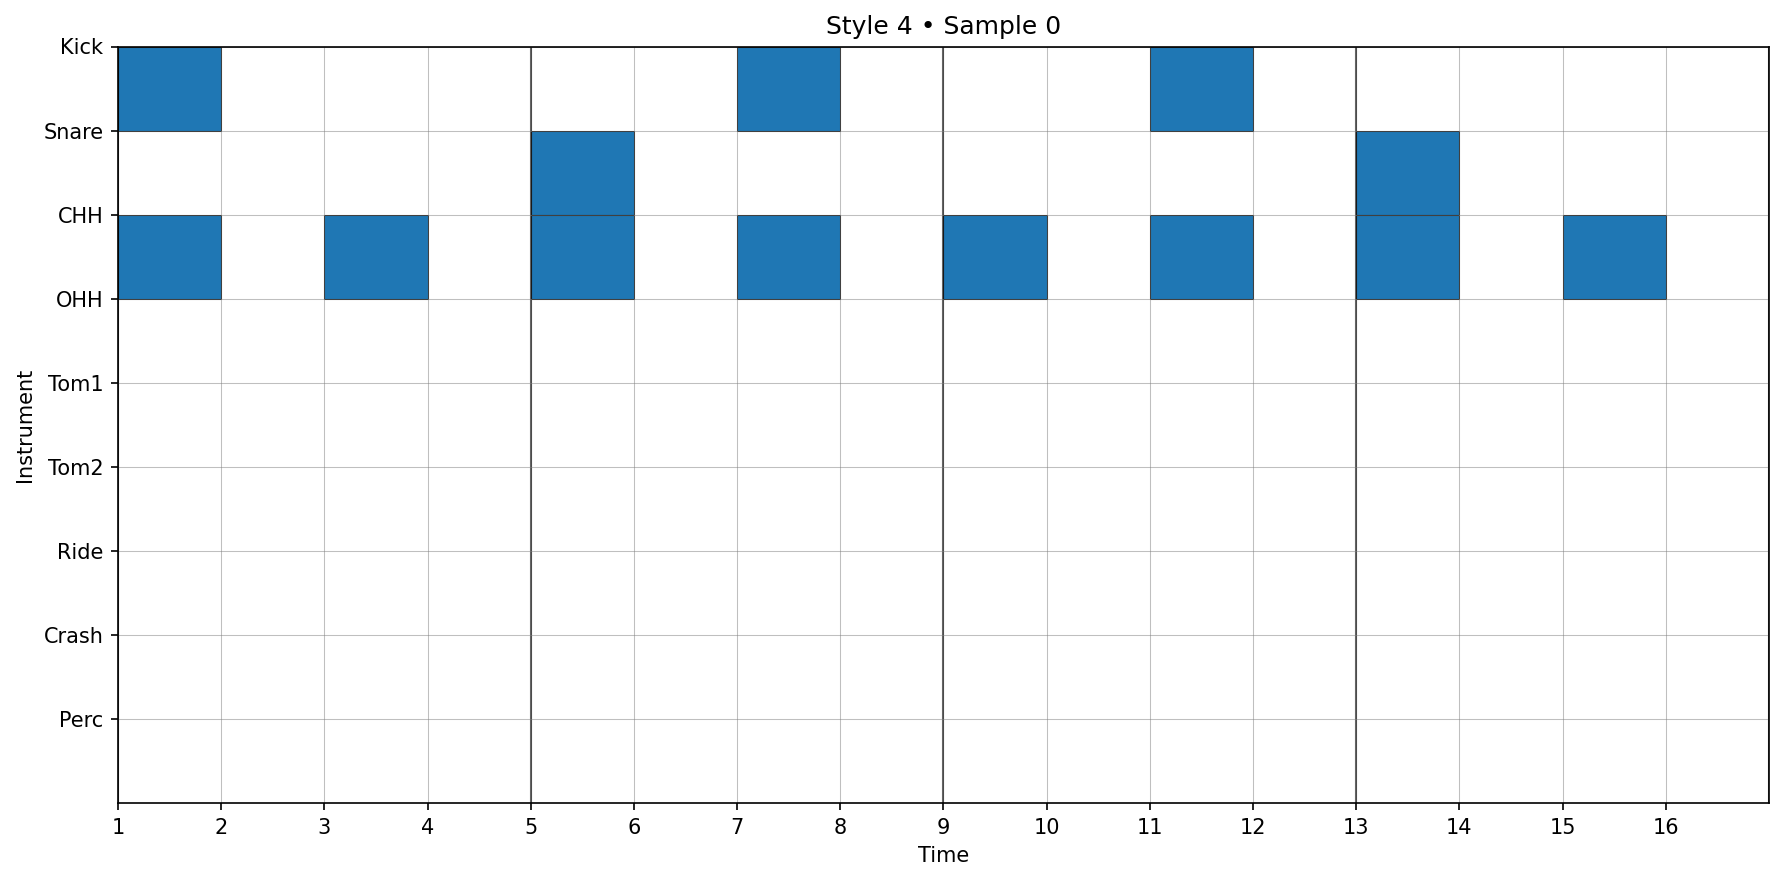 Style 4 • Sample 0
Kick
Snare
CHH
OHH
Tom1
Tom2
Ride
Crash
Perc
Instrument
1 2 3 4 5 6 7 8 9 10 11 12 13 14 15 16
Time